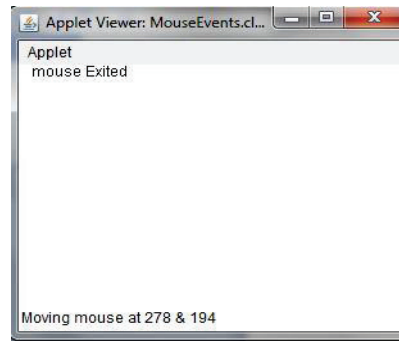 Applet Viewer: MouseEvents.cl...
Applet
mouse Exited
Moving mouse at 278 & 194